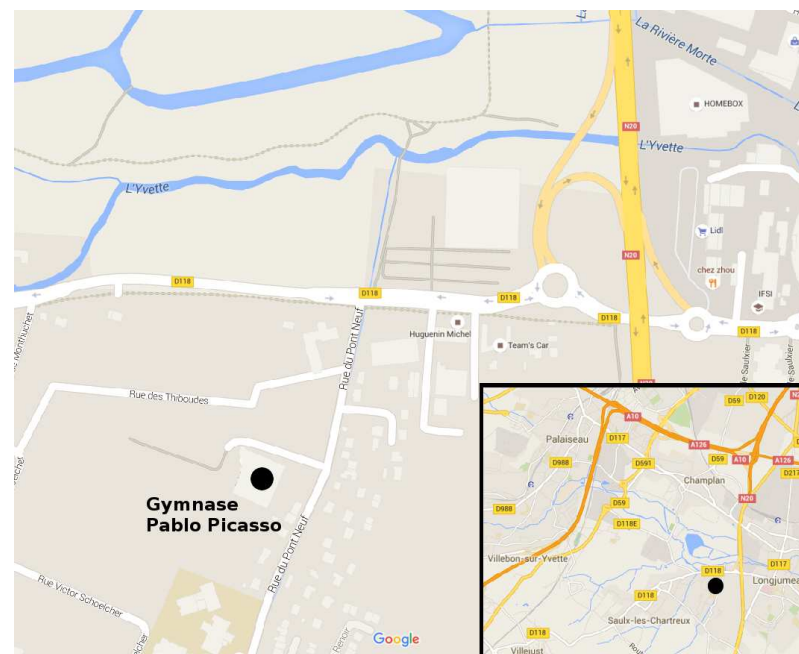 La Rivière Morte
HOMEBOX
N20
L'Yvette
L'Yvette
Lidl
N20
chez zhou
IFSI
D118
D118
D118
D118
D118
Huguenin Michel
Team's Car
Rue du Pont Neuf
Rue des Thiboudes
Gymnase
Pablo Picasso
Rue du Pont Neuf
Rue Victor Schoelcher
Renoir
Google
D59
D120
A10
D117
Palaiseau
D988
D591
A126
D59
A10
A126
D217
Champlan
N20
D59
D988
D118E
Villebon-sur-Yvette
D118
D117
Longjumeau
D118
Saulx-les-Chartreux
D118
Villejust